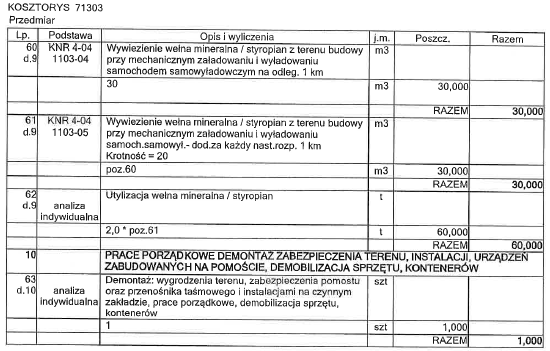 KOSZTORYS 71303
Przedmiar
Lp. Podstawa Opis i wyliczenia j.m. Poszcz. Razem
60 KNR 4-04 Wywiezienie wełna mineralna / styropian z terenu budowy m3
d.9 1103-04 przy mechanicznym załadowaniu i wyładowaniu
samochodem samowyładowczym na odleg. 1 km
30 m3 30,000
RAZEM 30,000
61 KNR 4-04 Wywiezienie wełna mineralna / styropian z terenu budowy m3
d.9 1103-05 przy mechanicznym załadowaniu i wyładowaniu
samoch.samowył.- dod.za każdy nast.rozp. 1 km
Krotność = 20
poz.60 m3 30,000
RAZEM 30,000
62 Utylizacja wełna mineralna / styropian t
d.9 analiza
indywidualna
2,0 * poz.61 t 60,000
RAZEM 60,000
10 PRACE PORZĄDKOWE DEMONTAŻ ZABEZPIECZENIA TERENU, INSTALACJI, URZĄDZEŃ
ZABUDOWANYCH NA POMOŚCIE, DEMOBILIZACJA SPRZĘTU, KONTENERÓW
63 Demontaż: wygrodzenia terenu, zabezpieczenia pomostu szt
d.10 analiza oraz przenośnika taśmowego i instalacjami na czynnym
indywidualna zakładzie, prace porządkowe, demobilizacja sprzętu,
kontenerów
1 szt 1,000
RAZEM 1,000